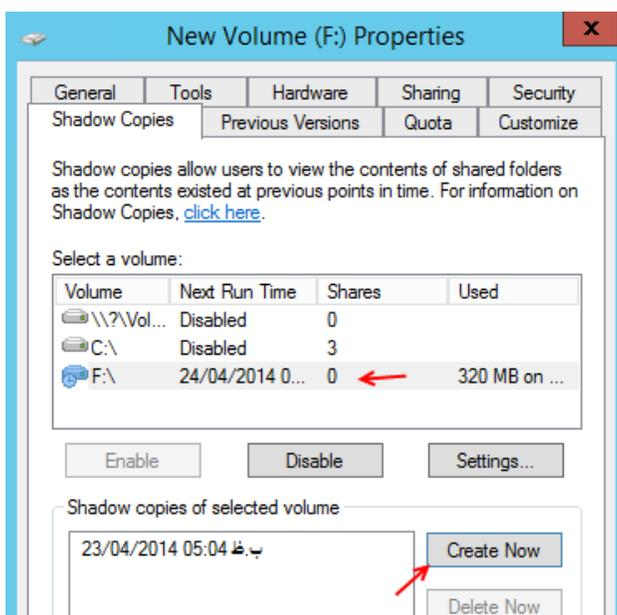 New Volume (F:) Properties
x
General Tools Hardware Sharing Security
Shadow Copies Previous Versions Quota Customize
Shadow copies allow users to view the contents of shared folders
as the contents existed at previous points in time. For information on
Shadow Copies, click here.
Select a volume:
Volume Next Run Time Shares Used
\\?\Vol... Disabled 0
C:\ Disabled 3
F:\ 24/04/2014 0... 0 320 MB on ...
Enable Disable Settings...
Shadow copies of selected volume
23/04/2014 05:04 ب.ظ
Create Now
Delete Now